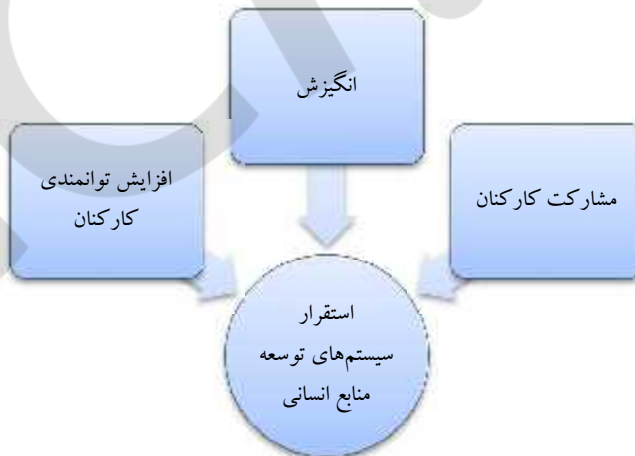 انگیزش
مشارکت کارکنان
افزایش توانمندی
کارکنان
استقرار
سیستم‌های توسعه
منابع انسانی